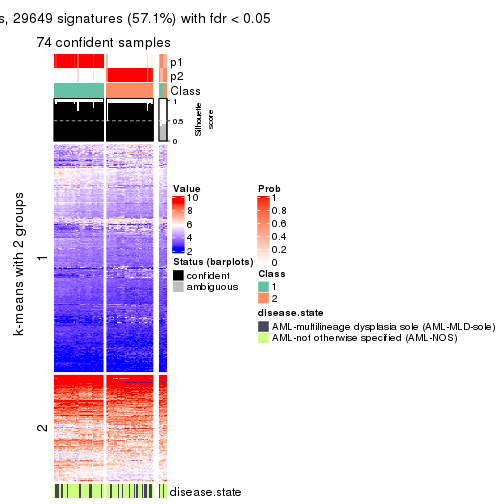 s, 29649 signatures (57.1%) with fdr < 0.05
74 confident samples
p1
p2
Class
1
0.5
0
Silhouette
score
k-means with 2 groups
1
2
Value
10
8
6
4
2
Status (barplots)
confident
ambiguous
Prob
1
0.8
0.6
0.4
0.2
0
Class
1
2
disease.state
AML-multilineage dysplasia sole (AML-MLD-sole)
AML-not otherwise specified (AML-NOS)
disease.state